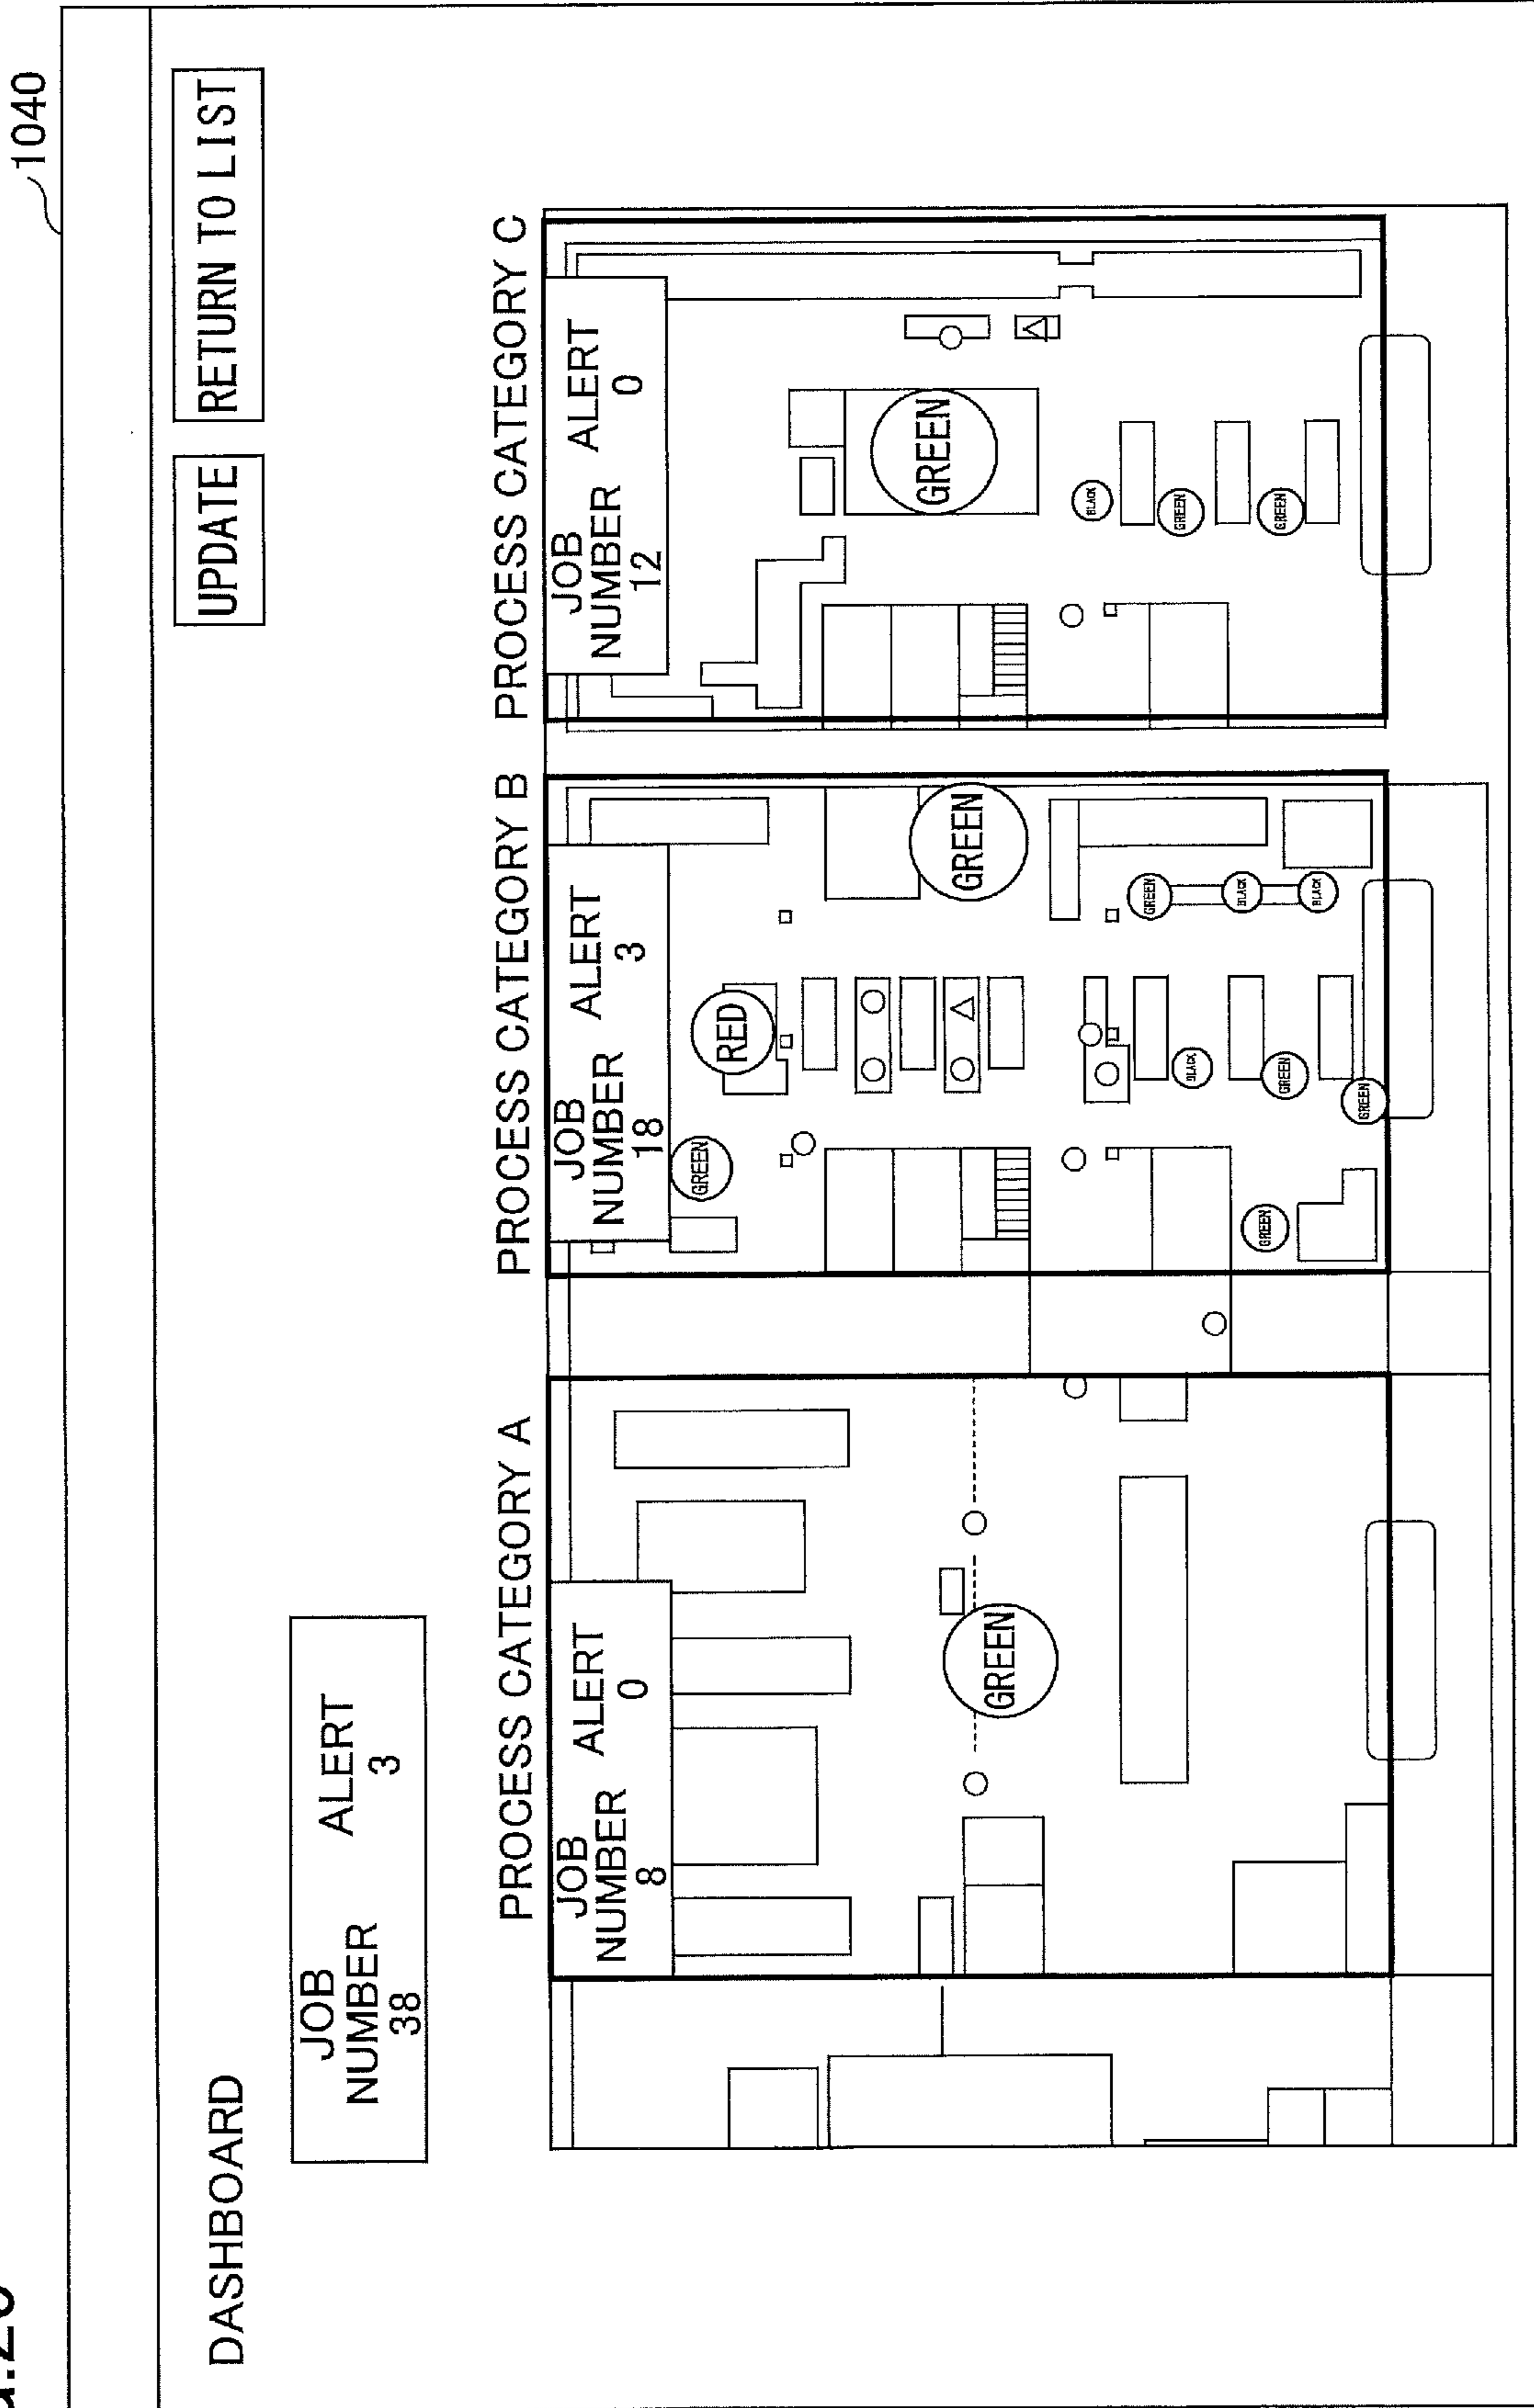 1040
UPDATE
RETURN TO LIST
DASHBOARD
JOB
NUMBER
38
ALERT
3
PROCESS CATEGORY A
JOB
NUMBER
8
ALERT
0
GREEN
PROCESS CATEGORY B
JOB
NUMBER
18
ALERT
3
GREEN
RED
GREEN
GREEN
BLACK
BLACK
BLACK
GREEN
GREEN
GREEN
PROCESS CATEGORY C
JOB
NUMBER
12
ALERT
0
GREEN
BLACK
GREEN
GREEN